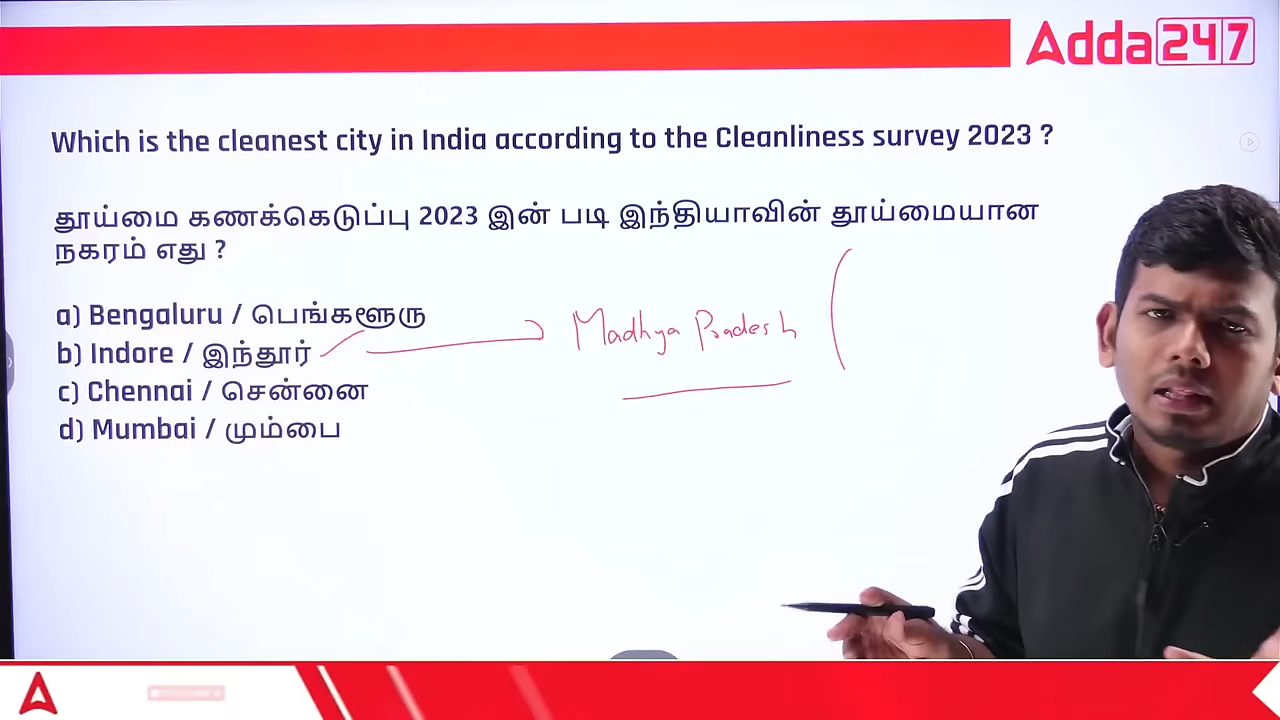 Adda247
Which is the cleanest city in India according to the Cleanliness survey 2023 ?
தூய்மை கணக்கெடுப்பு 2023 இன் படி இந்தியாவின் தூய்மையான
நகரம் எது ?
a) Bengaluru / பெங்களூரு
b) Indore / இந்தூர்
Madhya Pradesh
c) Chennai / சென்னை
d) Mumbai / மும்பை